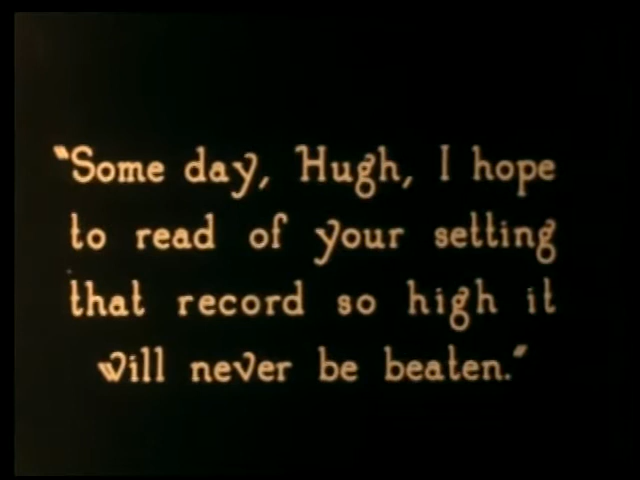 "Some day, Hugh, I hope
to read of your setting
that record so high it
will never be beaten."